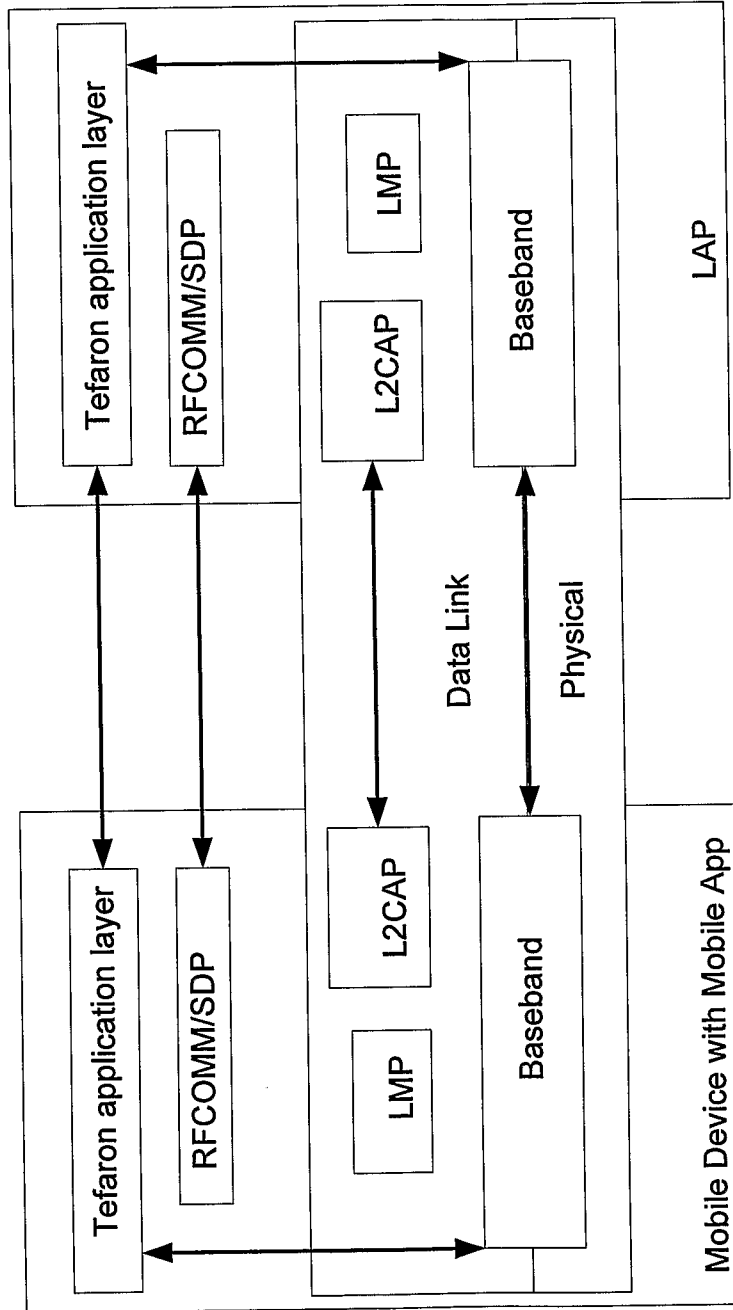 Tefaron application layer
Tefaron application layer
RFCOMM/SDP
RFCOMM/SDP
LMP
L2CAP
L2CAP
LMP
Data Link
Baseband
Physical
Baseband
Mobile Device with Mobile App
LAP